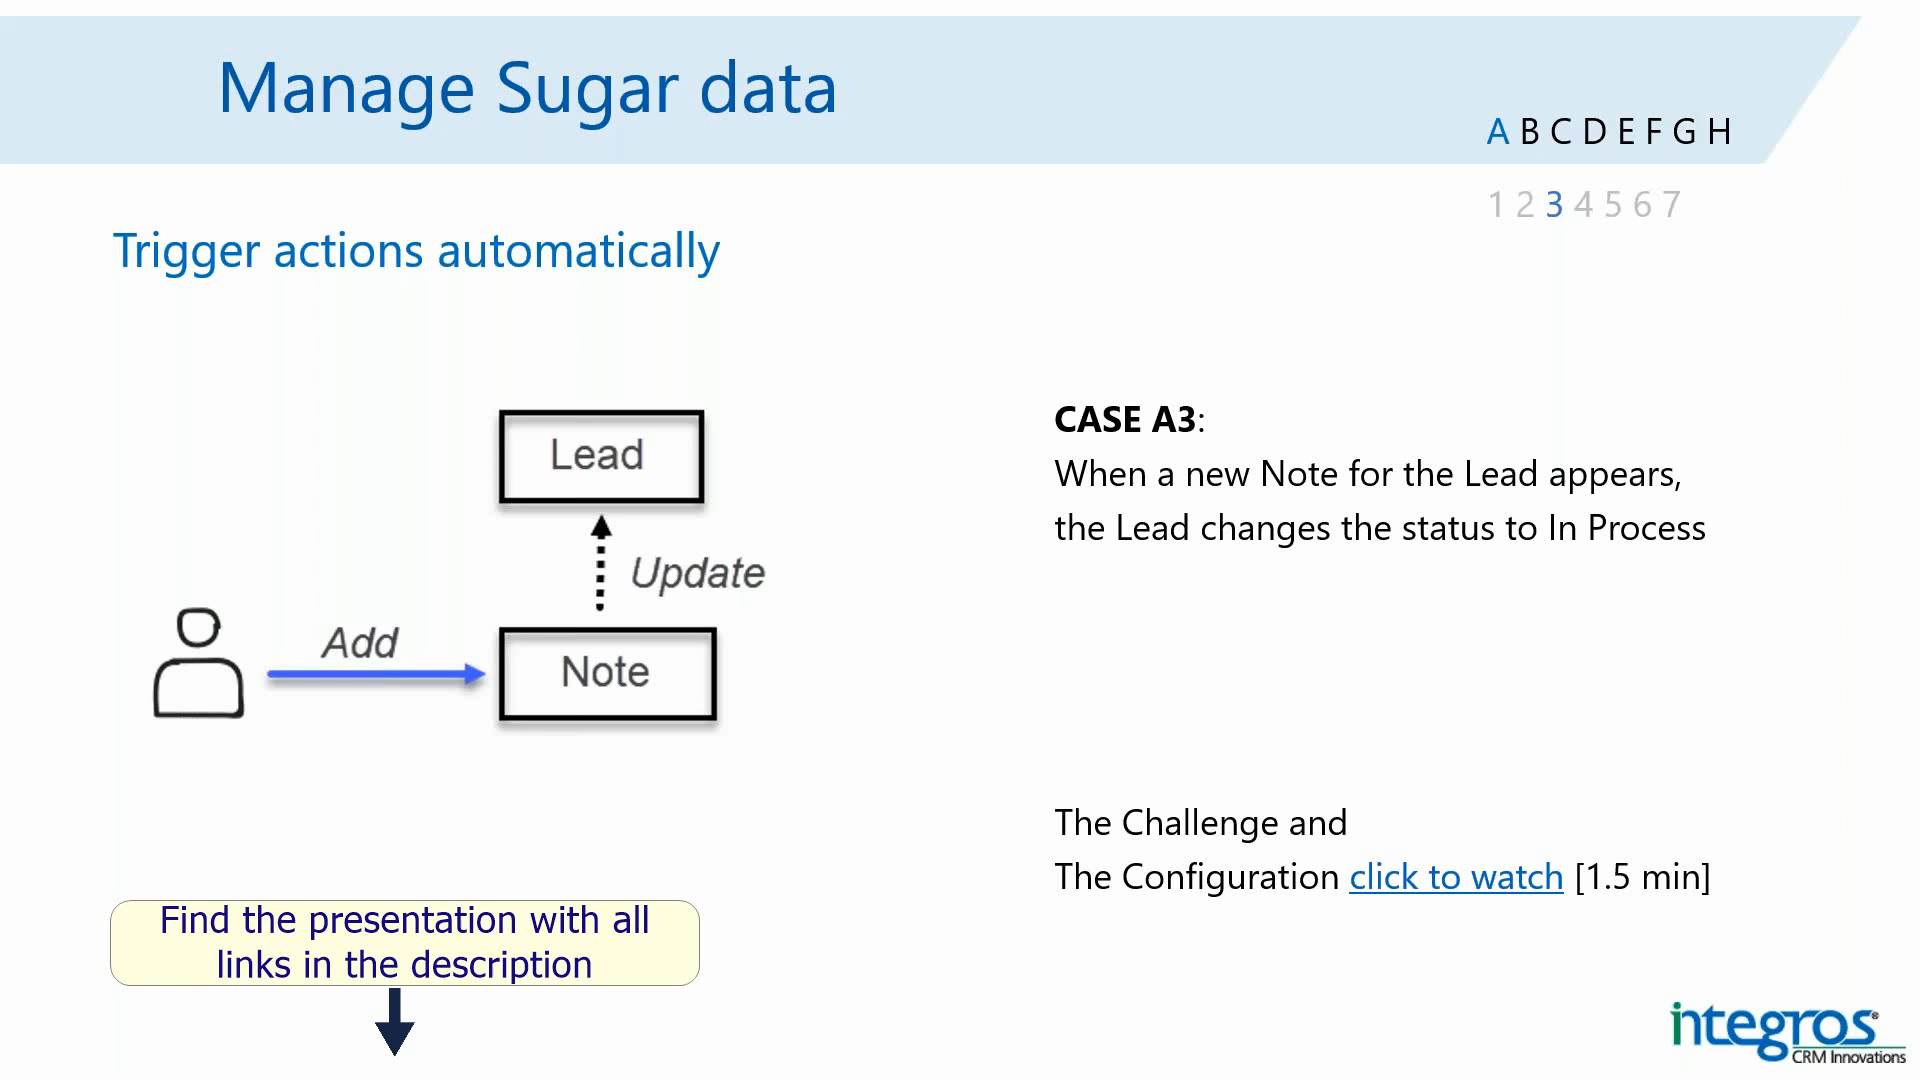 Manage Sugar data
A B C D E F G H
1 2 3 4 5 6 7
Trigger actions automatically
Lead
Update
Add
Note
CASE A3:
When a new Note for the Lead appears,
the Lead changes the status to In Process
The Challenge and
The Configuration click to watch [1.5 min]
Find the presentation with all
links in the description
integros®
CRM Innovations